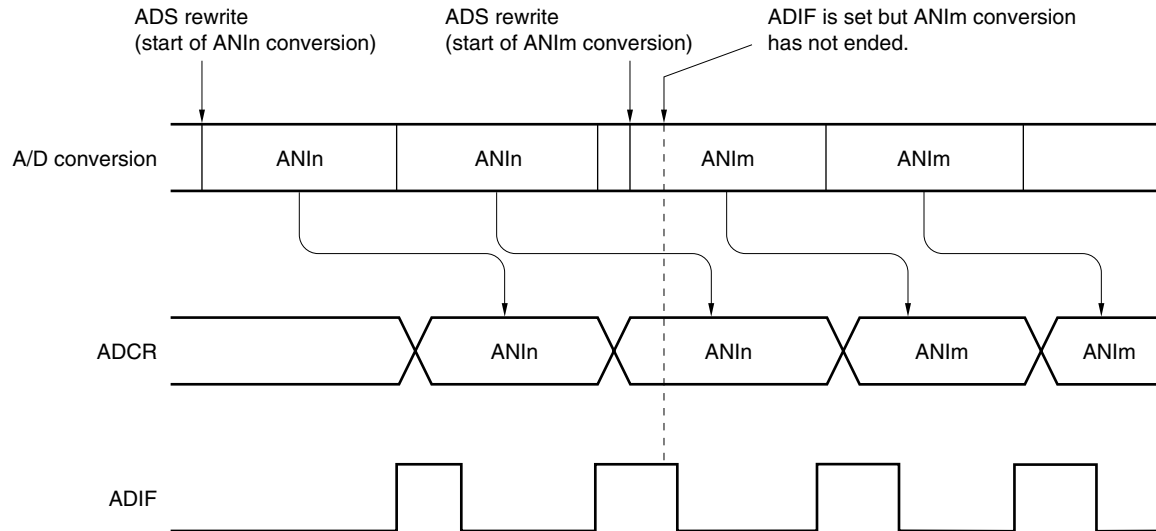 ADS rewrite
(start of ANIn conversion)
ADS rewrite
(start of ANIm conversion)
ADIF is set but ANIm conversion
has not ended.
A/D conversion
ANIn
ANIn
ANIm
ANIm
ADCR
ANIn
ANIn
ANIm
ANIm
ADIF